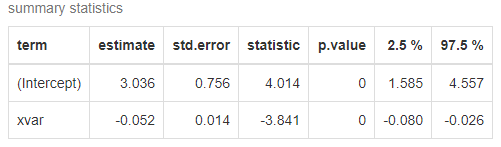 summary statistics
term estimate std.error statistic p.value 2.5 % 97.5 %
(Intercept) 3.036 0.756 4.014 0 1.585 4.557
xvar -0.052 0.014 -3.841 0 -0.080 -0.026